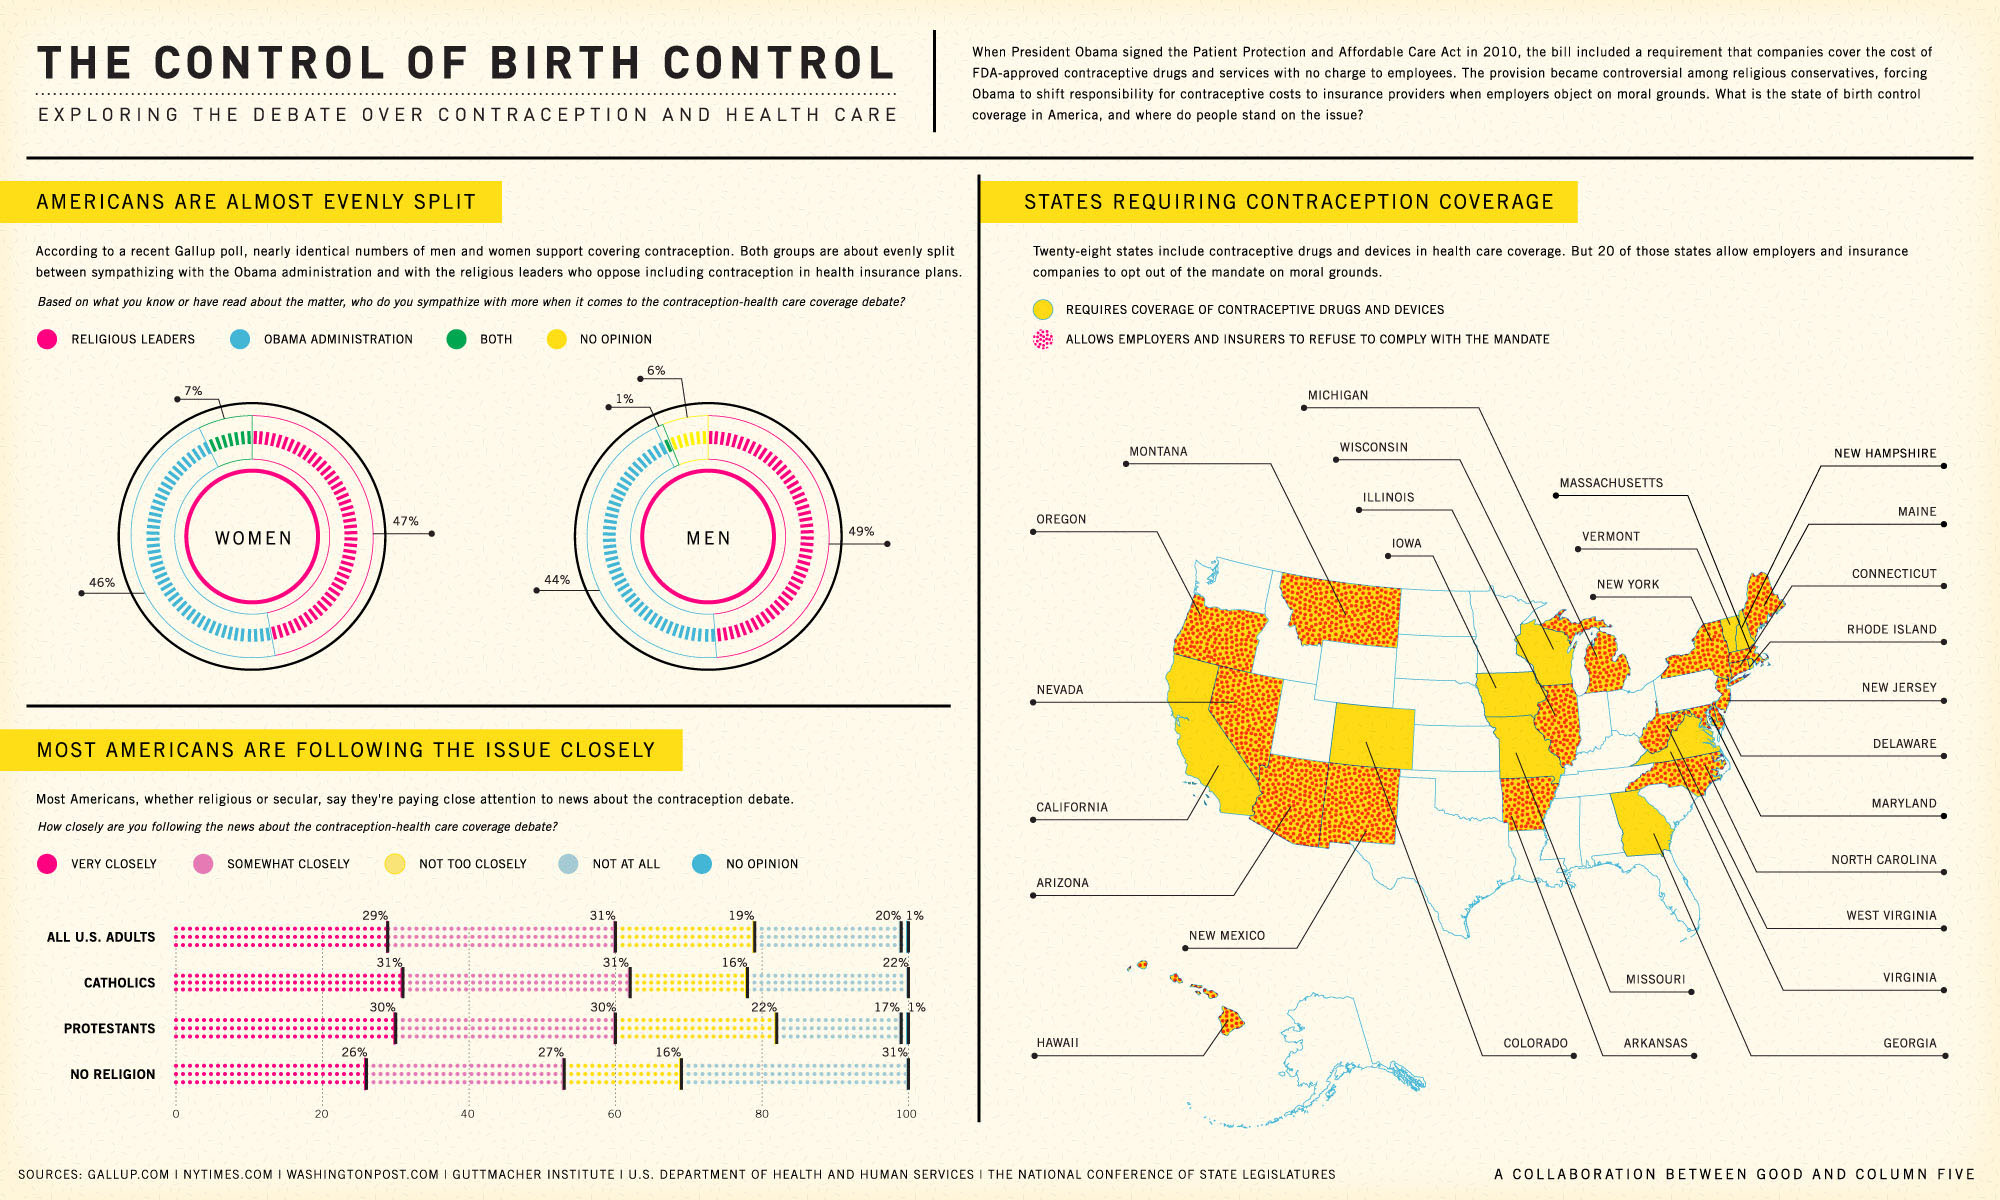 THE CONTROL OF BIRTH CONTROL
EXPLORING THE DEBATE OVER CONTRACEPTION AND HEALTH CARE
When President Obama signed the Patient Protection and Affordable Care Act in 2010, the bill included a requirement that companies cover the cost of
FDA-approved contraceptive drugs and services with no charge to employees. The provision became controversial among religious conservatives, forcing
Obama to shift responsibility for contraceptive costs to insurance providers when employers object on moral grounds. What is the state of birth control
coverage in America, and where do people stand on the issue?
AMERICANS ARE ALMOST EVENLY SPLIT
According to a recent Gallup poll, nearly identical numbers of men and women support covering contraception. Both groups are about evenly split
between sympathizing with the Obama administration and with the religious leaders who oppose including contraception in health insurance plans.
Based on what you know or have read about the matter, who do you sympathize with more when it comes to the contraception-health care coverage debate?
RELIGIOUS LEADERS
OBAMA ADMINISTRATION
BOTH
NO OPINION
7%
47%
46%
WOMEN
6%
1%
49%
44%
MEN
MOST AMERICANS ARE FOLLOWING THE ISSUE CLOSELY
Most Americans, whether religious or secular, say they're paying close attention to news about the contraception debate.
How closely are you following the news about the contraception-health care coverage debate?
VERY CLOSELY
SOMEWHAT CLOSELY
NOT TOO CLOSELY
NOT AT ALL
NO OPINION
29% 31% 19% 20% 1%
ALL U.S. ADULTS
31% 31% 16% 22%
CATHOLICS
30% 30% 22% 17% 1%
PROTESTANTS
26% 27% 16% 31%
NO RELIGION
0 20 40 60 80 100
STATES REQUIRING CONTRACEPTION COVERAGE
Twenty-eight states include contraceptive drugs and devices in health care coverage. But 20 of those states allow employers and insurance
companies to opt out of the mandate on moral grounds.
REQUIRES COVERAGE OF CONTRACEPTIVE DRUGS AND DEVICES
ALLOWS EMPLOYERS AND INSURERS TO REFUSE TO COMPLY WITH THE MANDATE
MICHIGAN
MONTANA
WISCONSIN
NEW HAMPSHIRE
MASSACHUSETTS
ILLINOIS
OREGON
MAINE
VERMONT
IOWA
CONNECTICUT
NEW YORK
RHODE ISLAND
NEVADA
NEW JERSEY
DELAWARE
CALIFORNIA
MARYLAND
NORTH CAROLINA
ARIZONA
WEST VIRGINIA
NEW MEXICO
MISSOURI
VIRGINIA
HAWAII
COLORADO
ARKANSAS
GEORGIA
SOURCES: GALLUP.COM | NYTIMES.COM | WASHINGTONPOST.COM | GUTTMACHER INSTITUTE | U.S. DEPARTMENT OF HEALTH AND HUMAN SERVICES | THE NATIONAL CONFERENCE OF STATE LEGISLATURES
A COLLABORATION BETWEEN GOOD AND COLUMN FIVE